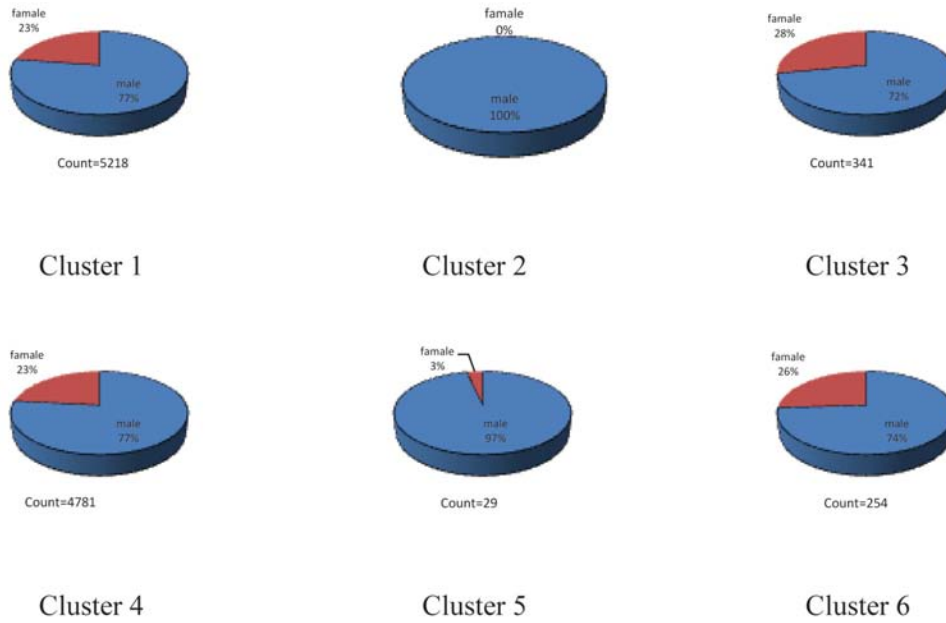 famale
23%
male
77%
Count=5218
Cluster 1
famale
0%
male
100%
Cluster 2
famale
28%
male
72%
Count=341
Cluster 3
famale
23%
male
77%
Count=4781
Cluster 4
famale
3%
male
97%
Count=29
Cluster 5
famale
26%
male
74%
Count=254
Cluster 6